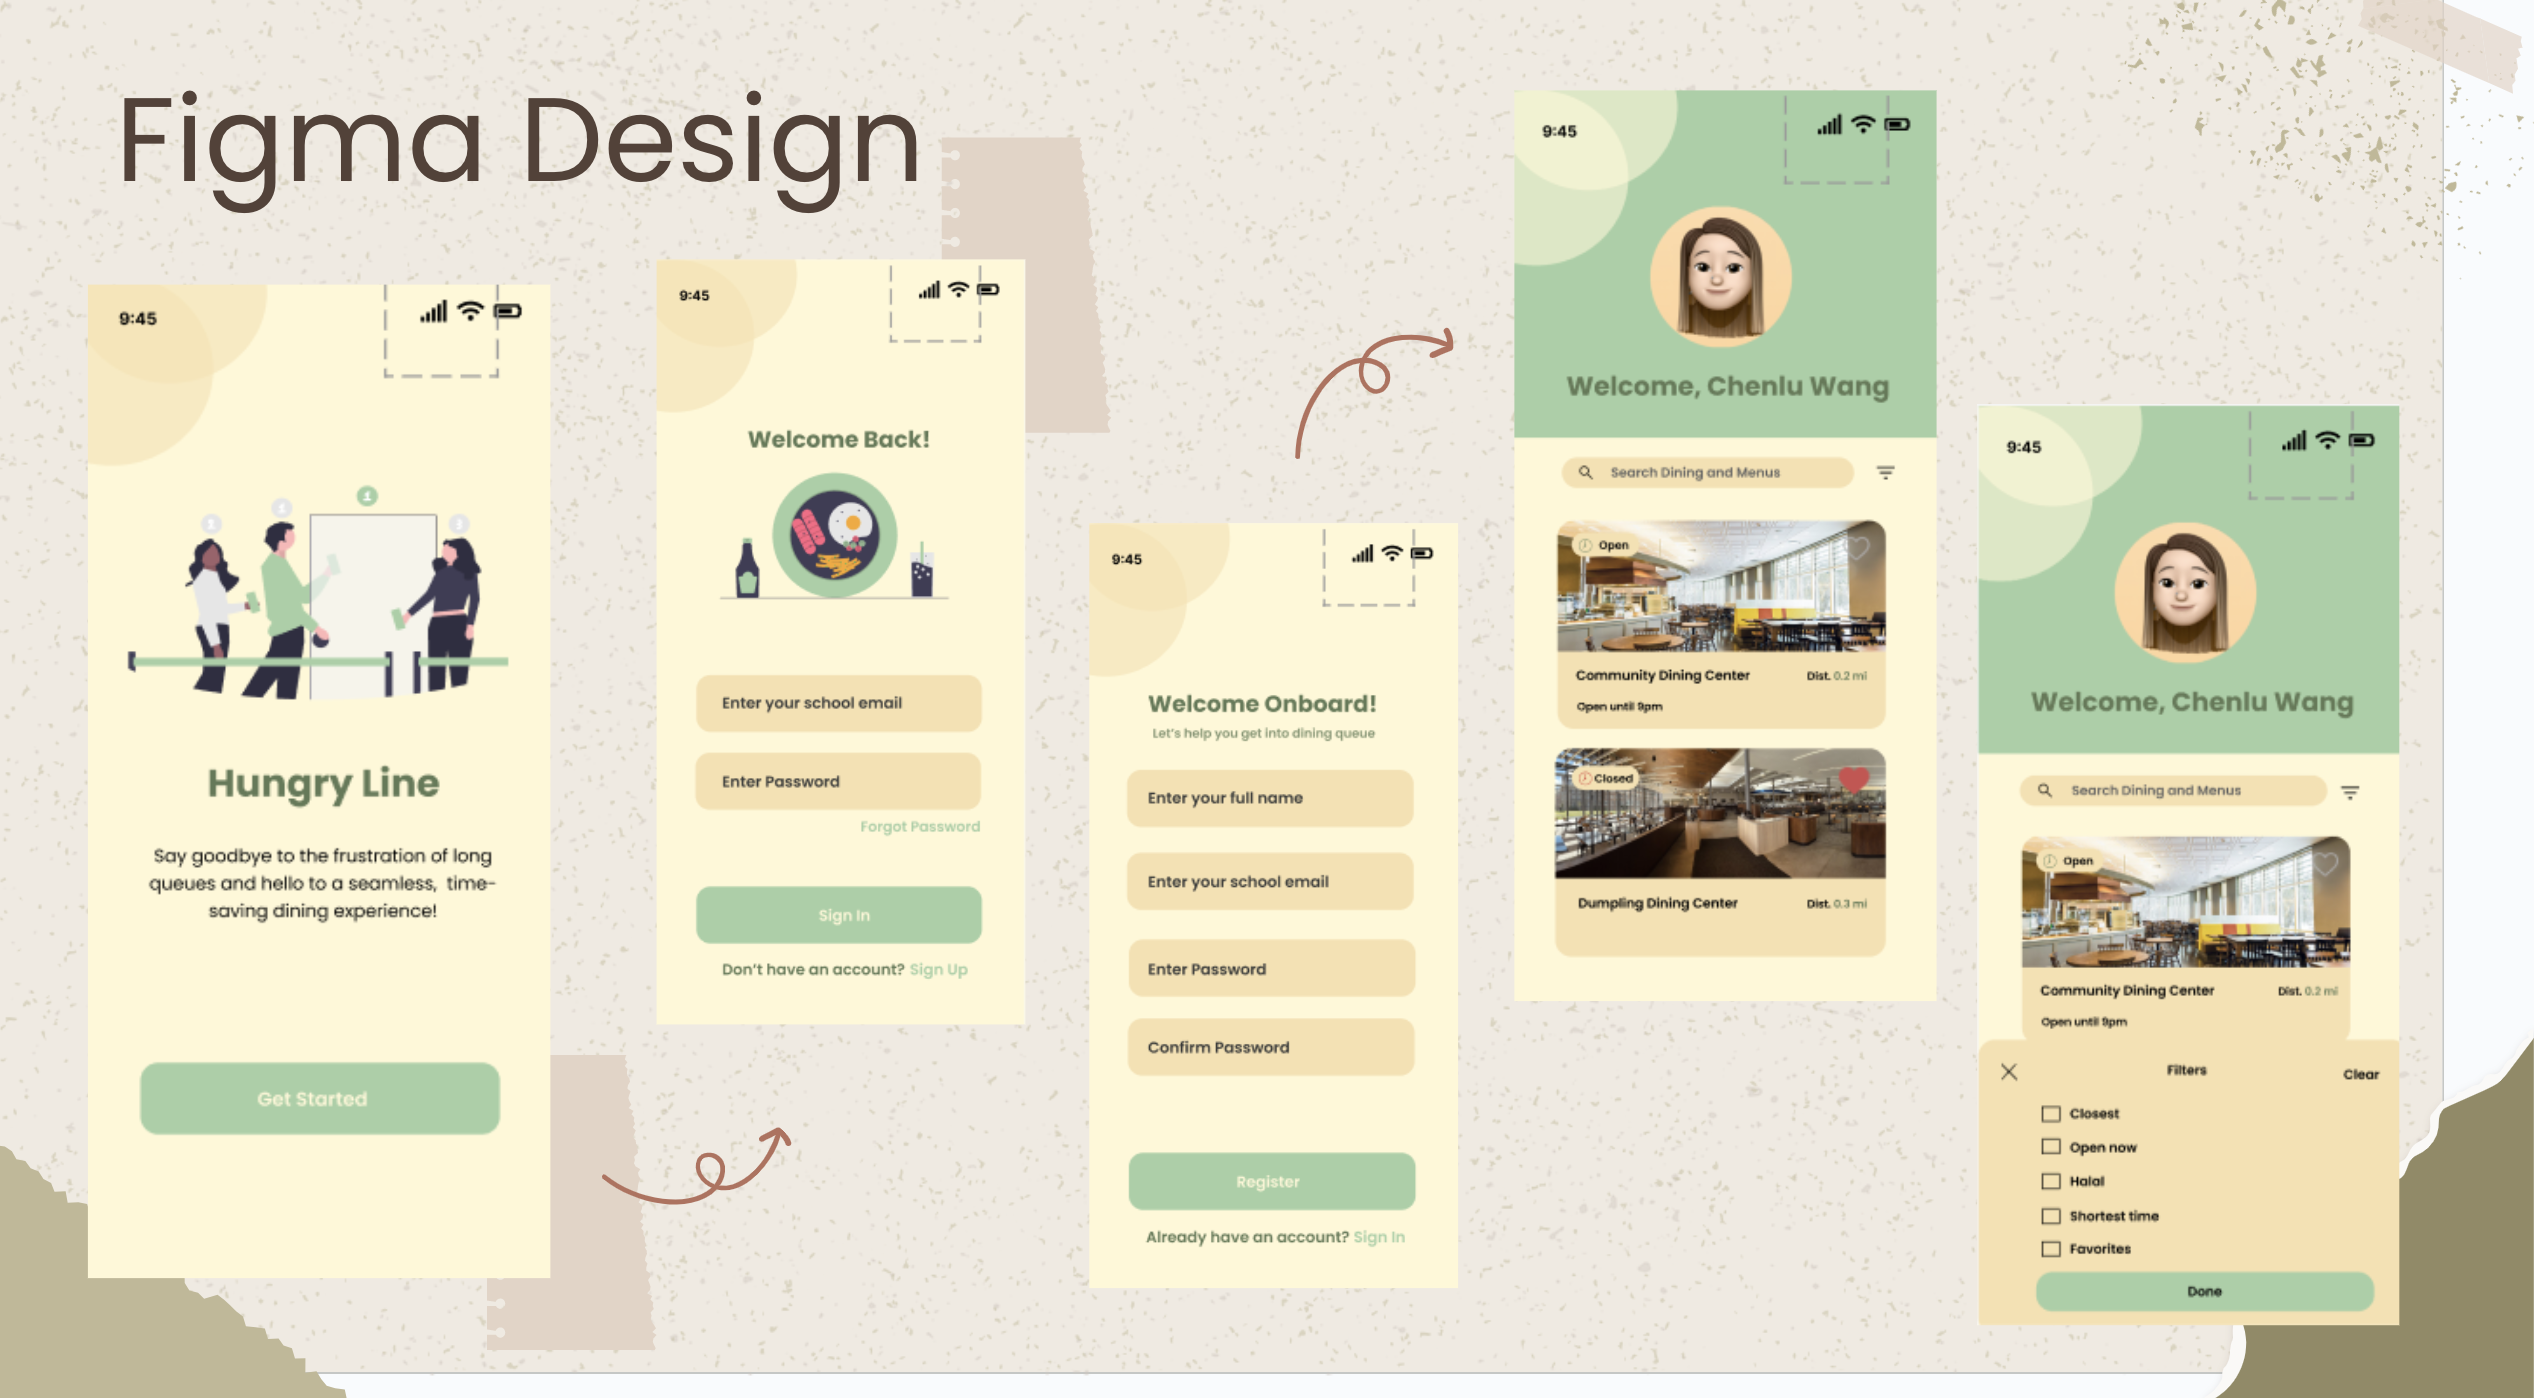 Figma Design
9:45
Hungry Line
Say goodbye to the frustration of long
queues and hello to a seamless, time-
saving dining experience!
Get Started
9:45
Welcome Back!
Enter your school email
Enter Password
Forgot Password
Sign In
Don't have an account? Sign Up
9:45
Welcome Onboard!
Let's help you get into dining queue
Enter your full name
Enter your school email
Enter Password
Confirm Password
Register
Already have an account? Sign In
9:45
Welcome, Chenlu Wang
Search Dining and Menus
Open
Community Dining Center Dist. 0.2 mi
Open until 9pm
Closed
Dumpling Dining Center Dist. 0.3 mi
9:45
Welcome, Chenlu Wang
Search Dining and Menus
Open
Community Dining Center Dist. 0.2 mi
Open until 9pm
Filters Clear
Closest
Open now
Halal
Shortest time
Favorites
Done